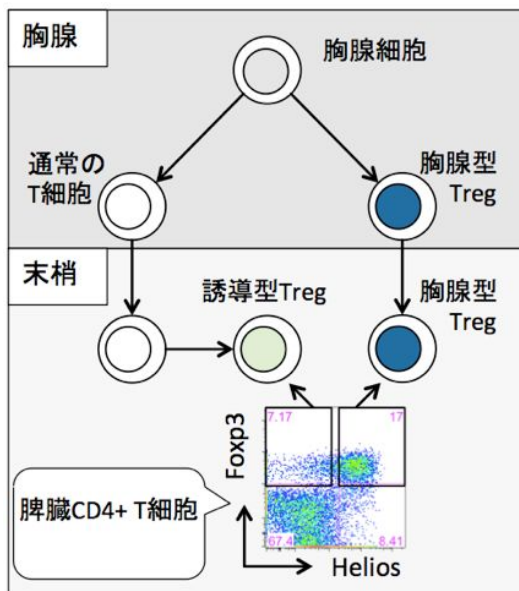 胸腺
胸腺細胞
通常の
T細胞
胸腺型
Treg
末梢
誘導型Treg
胸腺型
Treg
7.17
17
Foxp3
脾臓CD4+ T細胞
67.4
8.41
Helios